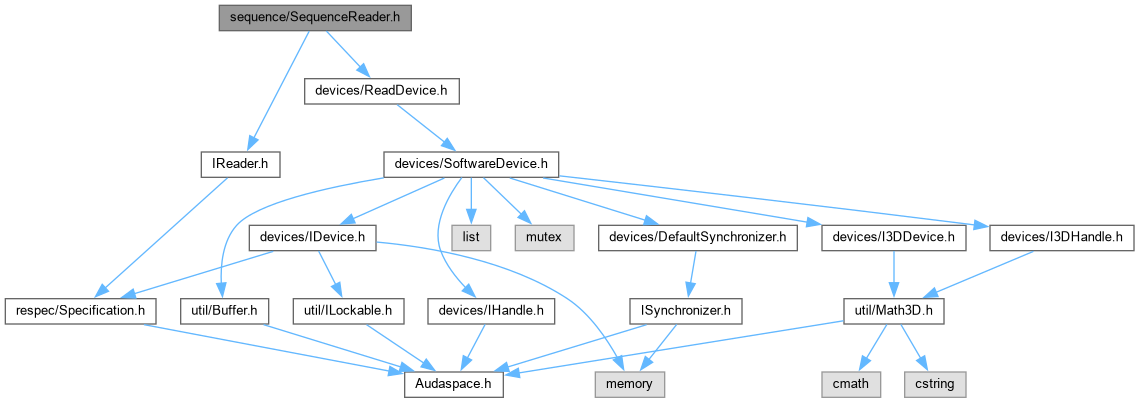 sequence/SequenceReader.h
devices/ReadDevice.h
IReader.h
devices/SoftwareDevice.h
devices/IDevice.h
list
mutex
devices/DefaultSynchronizer.h
devices/I3DDevice.h
devices/I3DHandle.h
respec/Specification.h
util/Buffer.h
util/ILockable.h
devices/IHandle.h
ISynchronizer.h
util/Math3D.h
Audaspace.h
memory
cmath
cstring